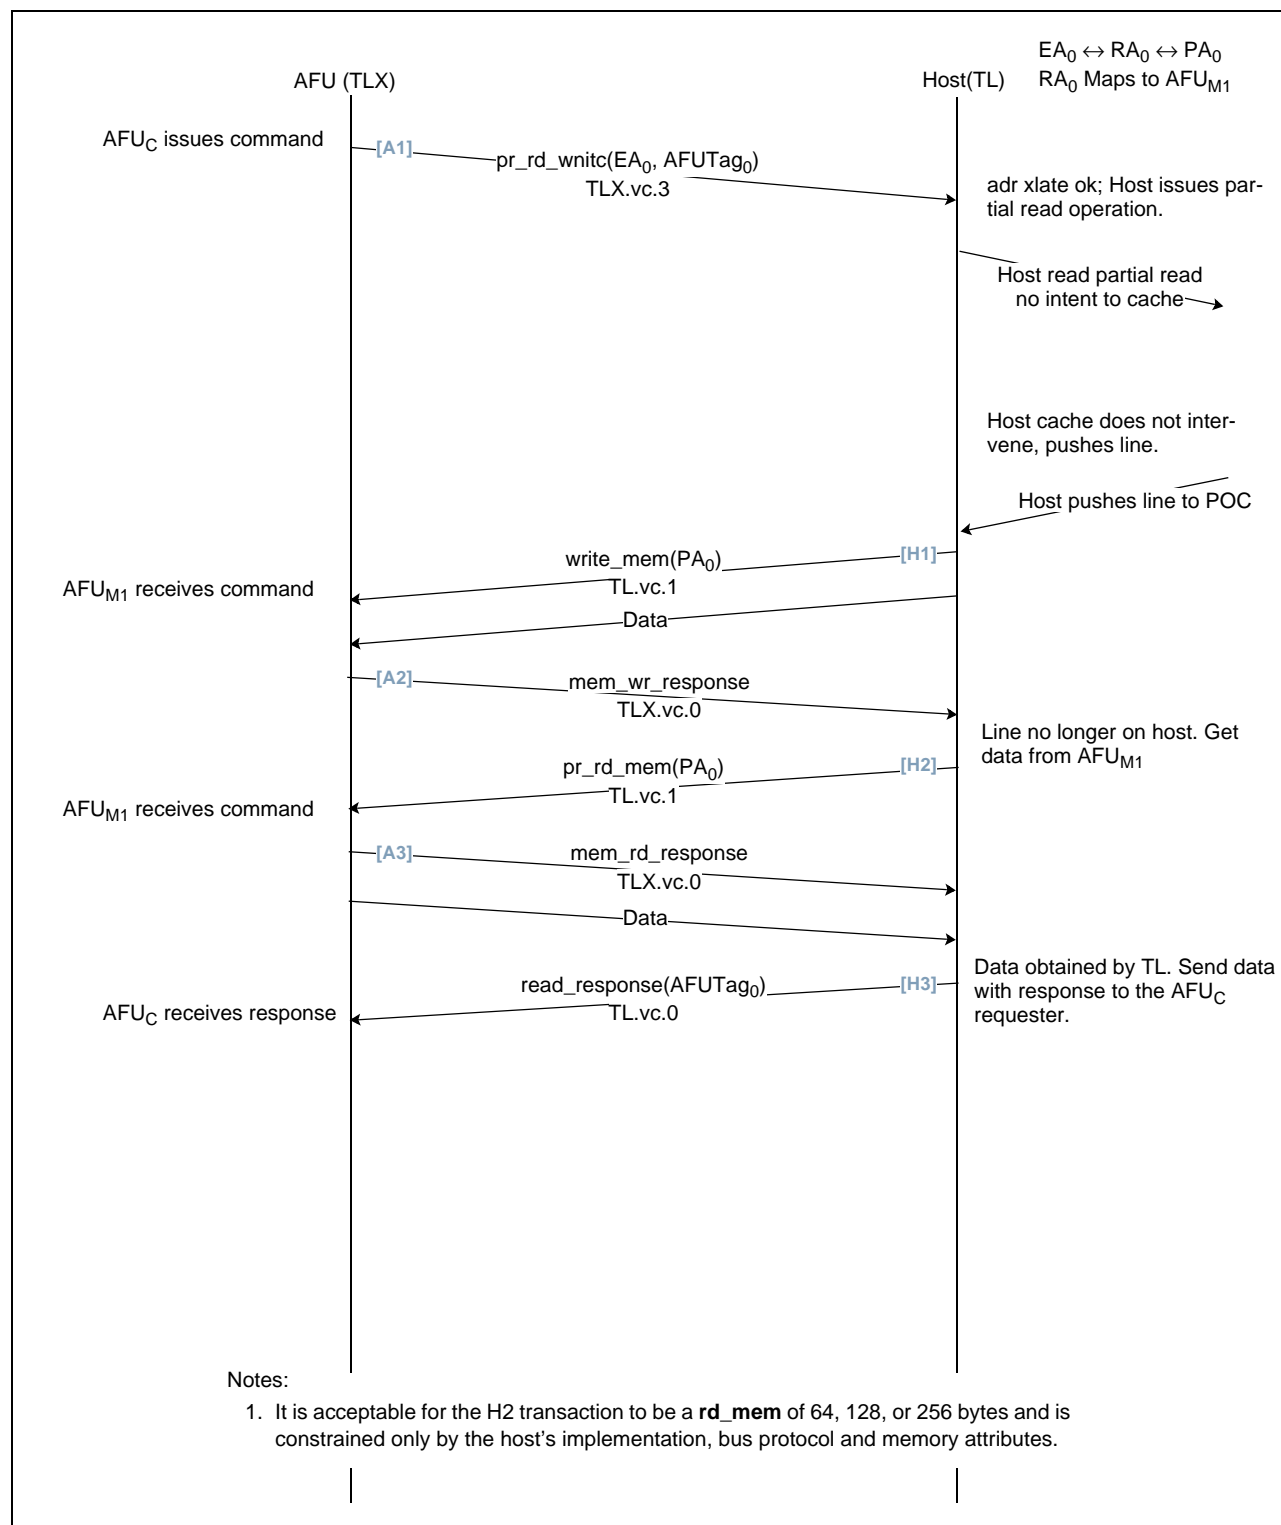 EA0 ↔ RA0 ↔ PA0
AFU (TLX)
Host(TL)
RA0 Maps to AFUM1
AFUC issues command
[A1]
pr_rd_wnitc(EA0, AFUTag0)
TLX.vc.3
adr xlate ok; Host issues par-
tial read operation.
Host read partial read
no intent to cache
Host cache does not inter-
vene, pushes line.
Host pushes line to POC
[H1]
write_mem(PA0)
TL.vc.1
AFUM1 receives command
Data
[A2]
mem_wr_response
TLX.vc.0
Line no longer on host. Get
data from AFUM1
[H2]
pr_rd_mem(PA0)
TL.vc.1
AFUM1 receives command
[A3]
mem_rd_response
TLX.vc.0
Data
Data obtained by TL. Send data
with response to the AFUC
requester.
[H3]
read_response(AFUTag0)
TL.vc.0
AFUC receives response
Notes:
1. It is acceptable for the H2 transaction to be a rd_mem of 64, 128, or 256 bytes and is
constrained only by the host's implementation, bus protocol and memory attributes.